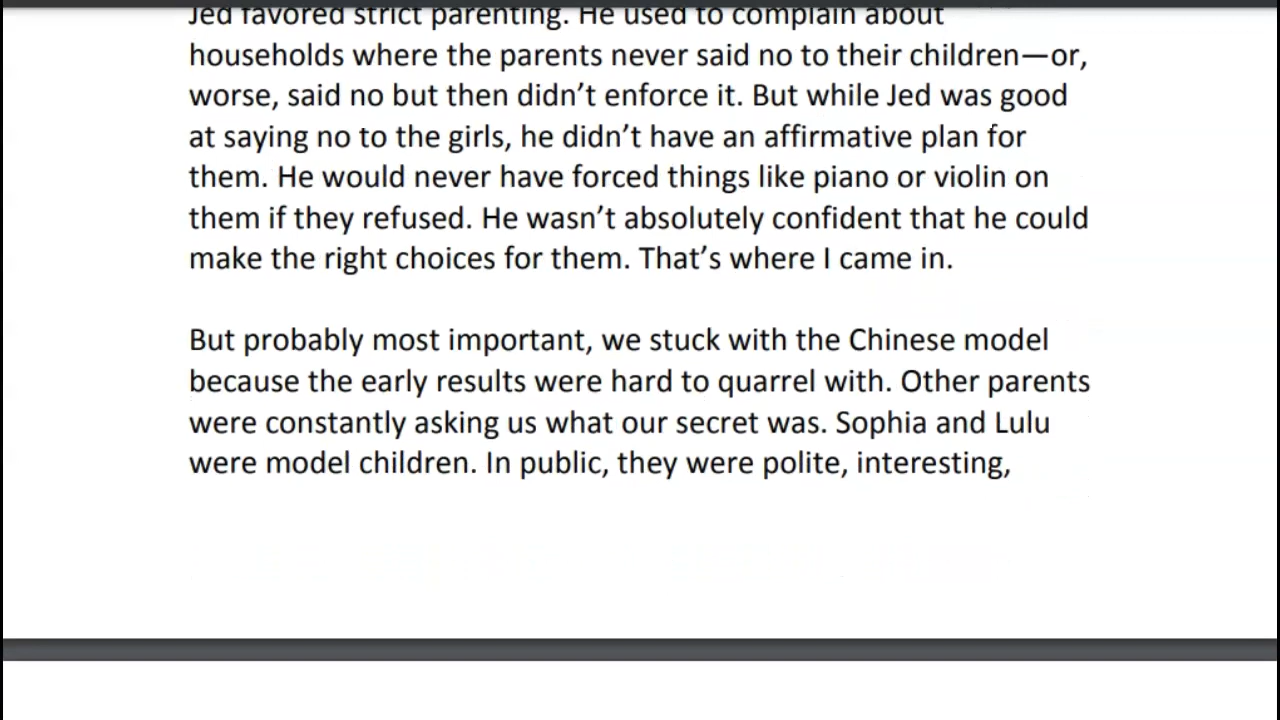 Jed favored strict parenting. He used to complain about
households where the parents never said no to their children—or,
worse, said no but then didn’t enforce it. But while Jed was good
at saying no to the girls, he didn’t have an affirmative plan for
them. He would never have forced things like piano or violin on
them if they refused. He wasn’t absolutely confident that he could
make the right choices for them. That’s where I came in.
But probably most important, we stuck with the Chinese model
because the early results were hard to quarrel with. Other parents
were constantly asking us what our secret was. Sophia and Lulu
were model children. In public, they were polite, interesting,